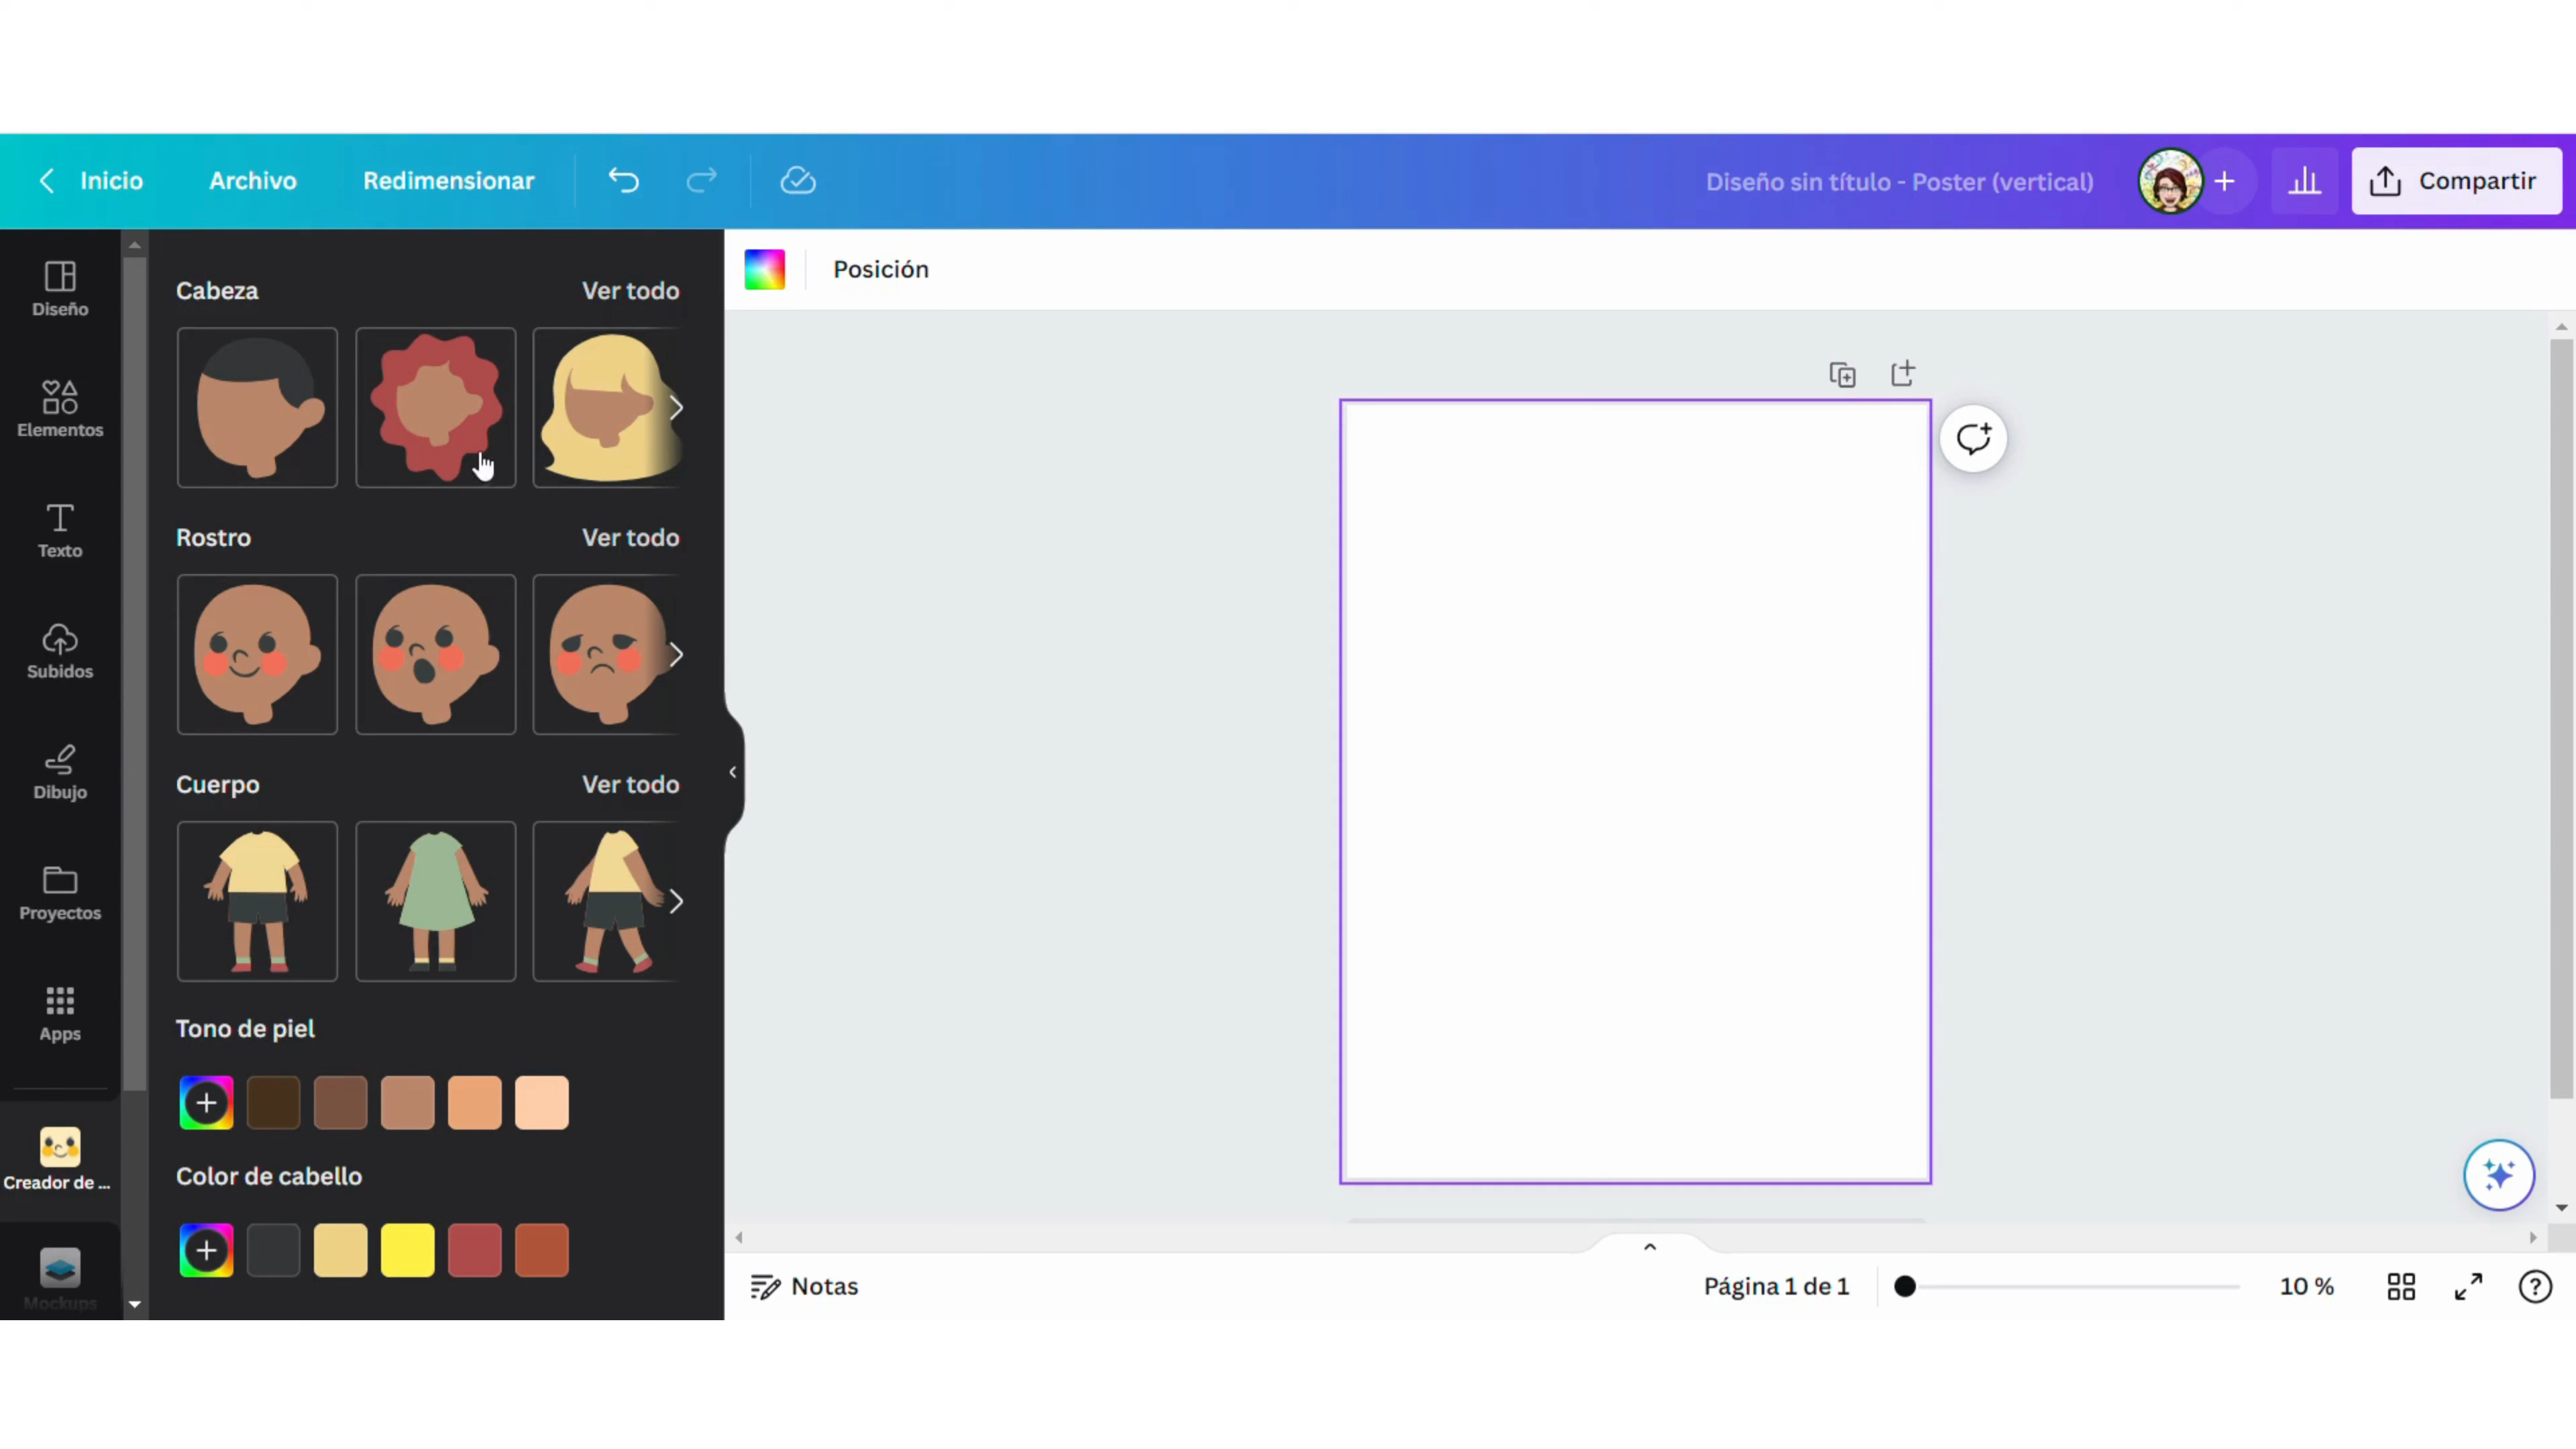 Inicio
Archivo
Redimensionar
Diseño sin título - Poster (vertical)
Compartir
Diseño
Elementos
Texto
Subidos
Dibujo
Proyectos
Apps
Creador de ...
Mockups
Cabeza
Ver todo
Rostro
Ver todo
Cuerpo
Ver todo
Tono de piel
Color de cabello
Posición
Notas
Página 1 de 1
10 %